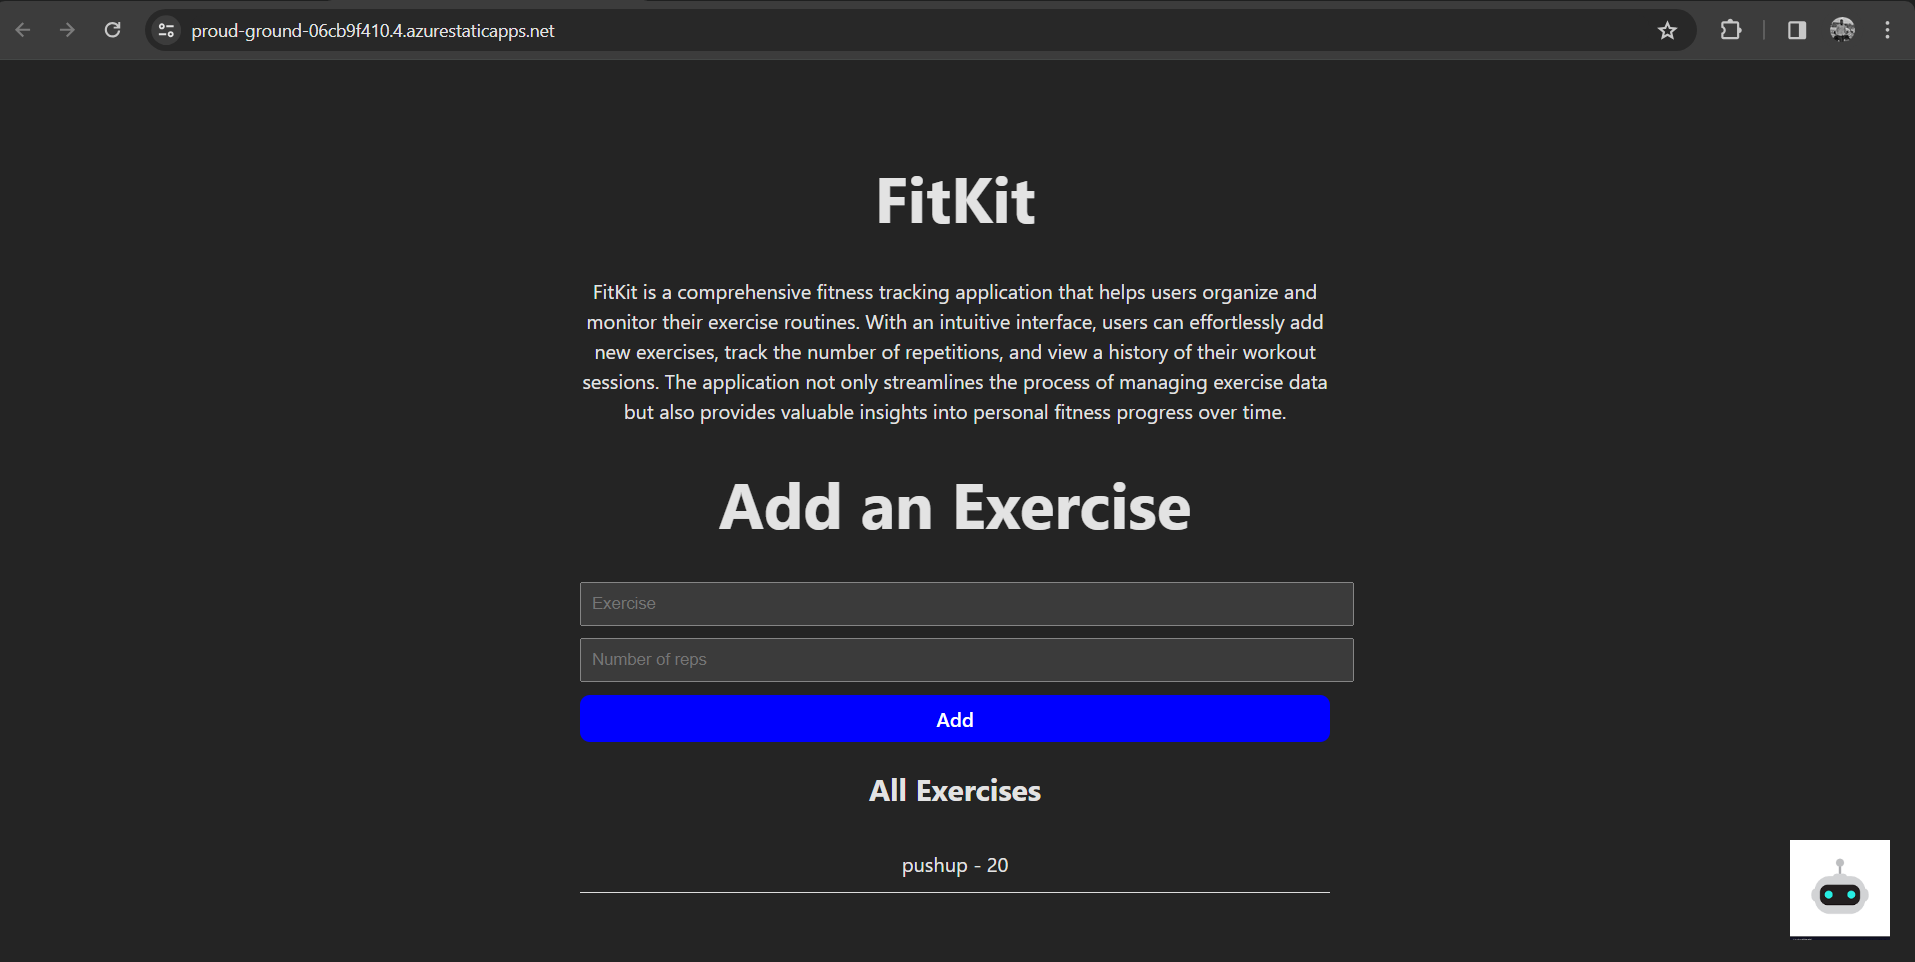 proud-ground-06cb9f410.4.azurestaticapps.net
FitKit
FitKit is a comprehensive fitness tracking application that helps users organize and
monitor their exercise routines. With an intuitive interface, users can effortlessly add
new exercises, track the number of repetitions, and view a history of their workout
sessions. The application not only streamlines the process of managing exercise data
but also provides valuable insights into personal fitness progress over time.
Add an Exercise
Exercise
Number of reps
Add
All Exercises
pushup - 20